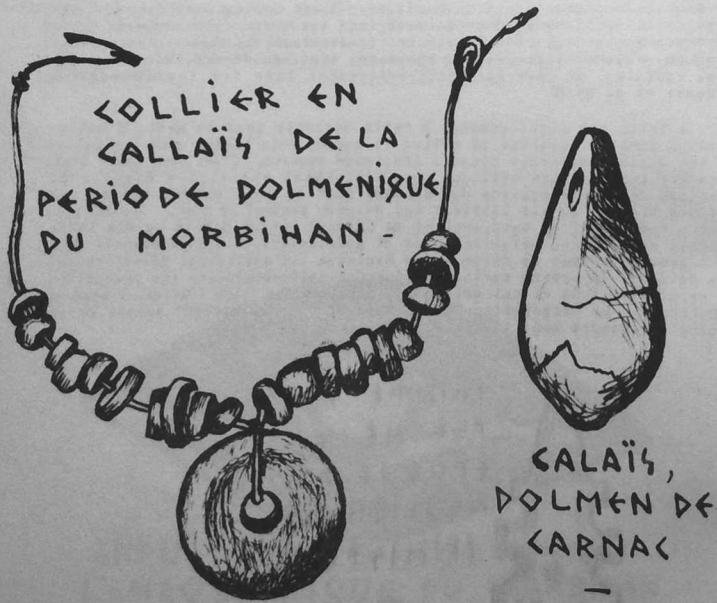 COLLIER EN
CALLAÏS DE LA
PERIODE DOLMENIQUE
DU MORBIHAN -
CALAÏS,
DOLMEN DE
CARNAC